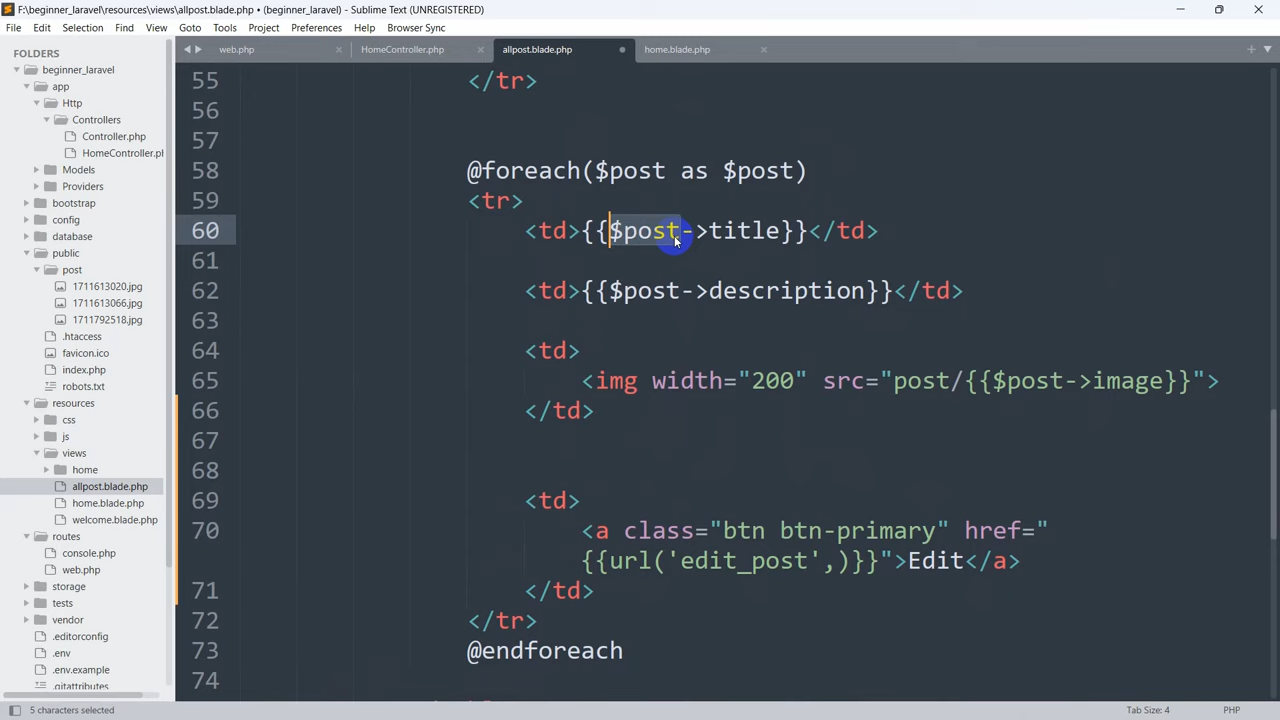 F:\beginner_laravel\resources\views\allpost.blade.php • (beginner_laravel) - Sublime Text (UNREGISTERED)
File Edit Selection Find View Goto Tools Project Preferences Help Browser Sync
FOLDERS
beginner_laravel
app
Http
Controllers
Controller.php
HomeController.pl
Models
Providers
bootstrap
config
database
public
post
1711613020.jpg
1711613066.jpg
1711792518.jpg
.htaccess
favicon.ico
index.php
robots.txt
resources
css
js
views
home
allpost.blade.php
home.blade.php
welcome.blade.php
routes
console.php
web.php
storage
tests
vendor
.editorconfig
.env
.env.example
.gitattributes
web.php HomeController.php allpost.blade.php home.blade.php
55 </tr>
56
57
58 @foreach($post as $post)
59 <tr>
60 <td>{{$post->title}}</td>
61
62 <td>{{$post->description}}</td>
63
64 <td>
65 <img width="200" src="post/{{$post->image}}">
66 </td>
67
68
69 <td>
70 <a class="btn btn-primary" href="
{{url('edit_post',)}}">Edit</a>
71 </td>
72 </tr>
73 @endforeach
74
5 characters selected
Tab Size: 4
PHP